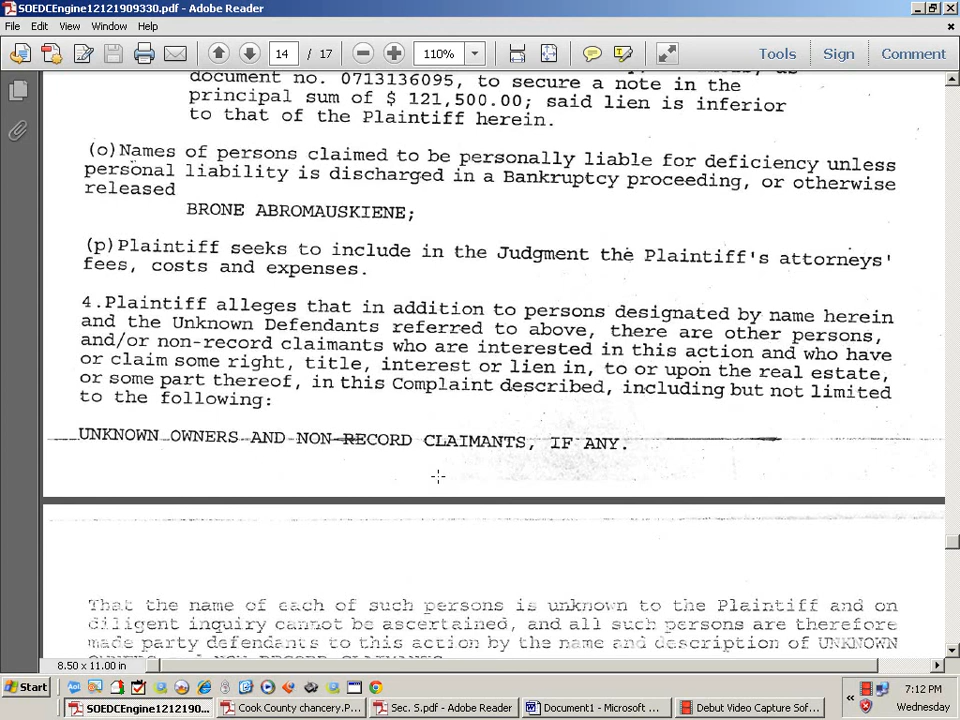 SOEDCEngine12121909330.pdf - Adobe Reader
File Edit View Window Help
14 / 17 110% Tools Sign Comment
document no. 0713136095, to secure a note in the
principal sum of $ 121,500.00; said lien is inferior
to that of the Plaintiff herein.
(o)Names of persons claimed to be personally liable for deficiency unless
personal liability is discharged in a Bankruptcy proceeding, or otherwise
released
BRONE ABROMAUSKIENE;
(p)Plaintiff seeks to include in the Judgment the Plaintiff's attorneys'
fees, costs and expenses.
4.Plaintiff alleges that in addition to persons designated by name herein
and the Unknown Defendants referred to above, there are other persons,
and/or non-record claimants who are interested in this action and who have
or claim some right, title, interest or lien in, to or upon the real estate,
or some part thereof, in this Complaint described, including but not limited
to the following:
UNKNOWN OWNERS AND NON-RECORD CLAIMANTS, IF ANY.
That the name of each of such persons is unknown to the Plaintiff and on
diligent inquiry cannot be ascertained, and all such persons are therefore
made party defendants to this action by the name and description of UNKNOWN
8.50 x 11.00 in
Start 7:12 PM
SOEDCEngine1212190... Cook County chancery.P... Sec. S.pdf - Adobe Reader Document1 - Microsoft ... Debut Video Capture Sof... Wednesday